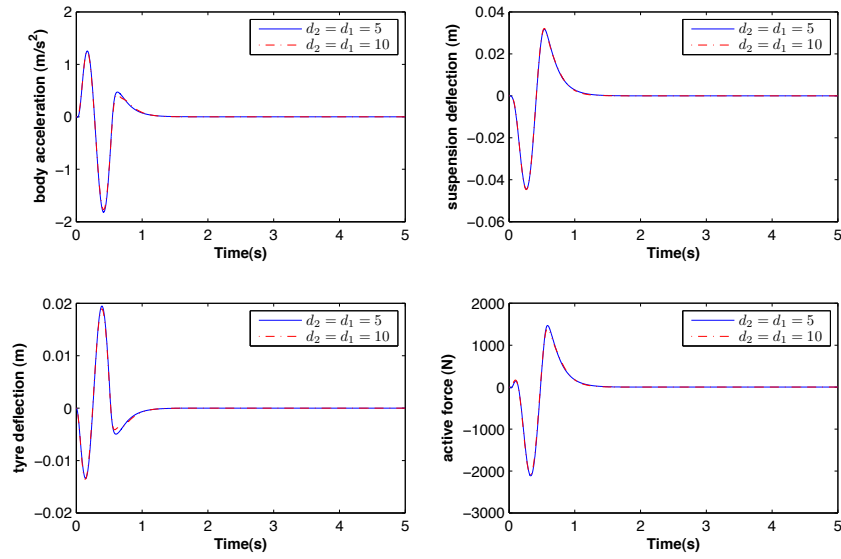 body acceleration (m/s²)
2
1
0
−1
−2
0
1
2
3
4
5
Time(s)
d₂ = d₁ = 5
d₂ = d₁ = 10
suspension deflection (m)
0.04
0.02
0
−0.02
−0.04
−0.06
0
1
2
3
4
5
Time(s)
d₂ = d₁ = 5
d₂ = d₁ = 10
tyre deflection (m)
0.02
0.01
0
−0.01
−0.02
0
1
2
3
4
5
Time(s)
d₂ = d₁ = 5
d₂ = d₁ = 10
active force (N)
2000
1000
0
−1000
−2000
−3000
0
1
2
3
4
5
Time(s)
d₂ = d₁ = 5
d₂ = d₁ = 10